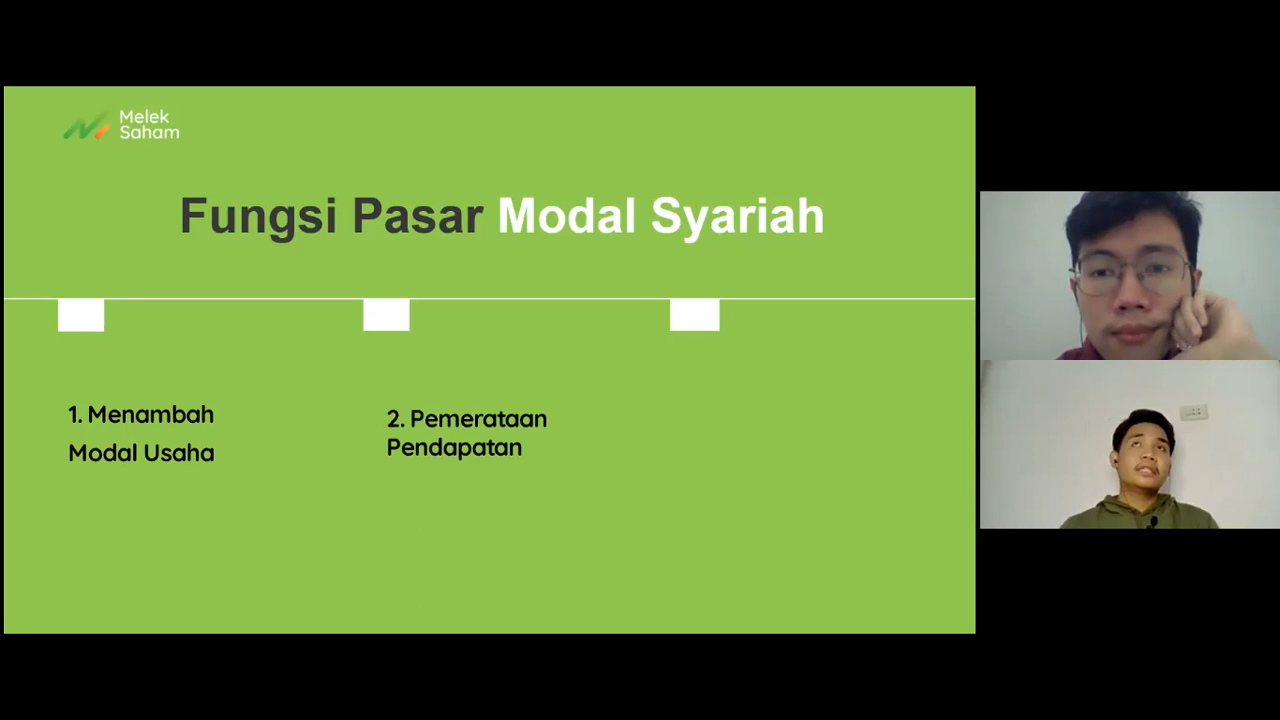 Melek
Saham
Fungsi Pasar Modal Syariah
1. Menambah
Modal Usaha
2. Pemerataan
Pendapatan